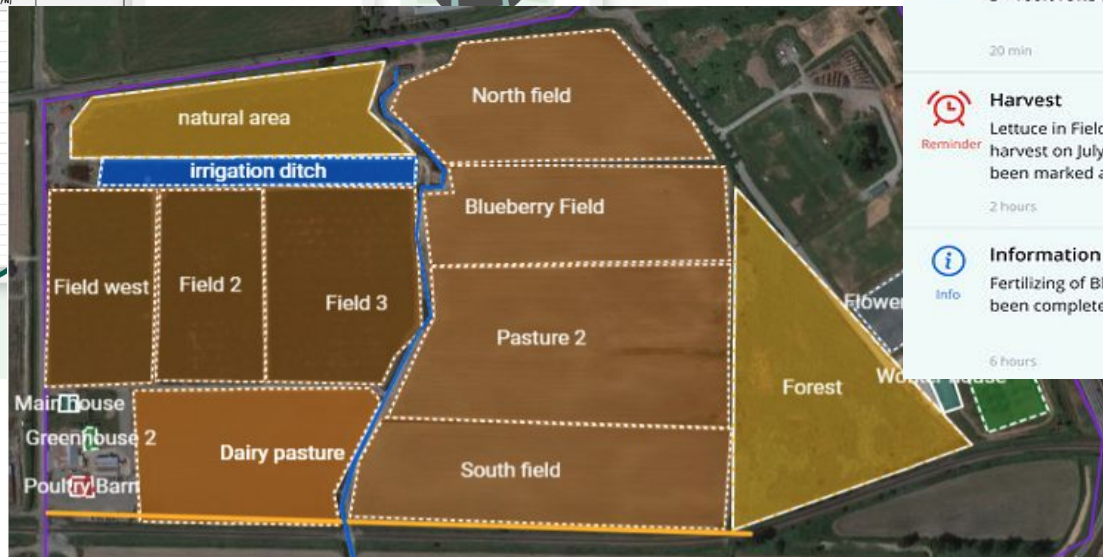 20 min
Harvest
Reminder
Lettuce in Field
harvest on July
been marked a
2 hours
Information
Info
Fertilizing of Bl
been complete
6 hours
North field
natural area
irrigation ditch
Blueberry Field
Field west
Field 2
Field 3
Flower
Pasture 2
Forest
Main house
Greenhouse 2
Dairy pasture
South field
Poultry Barn